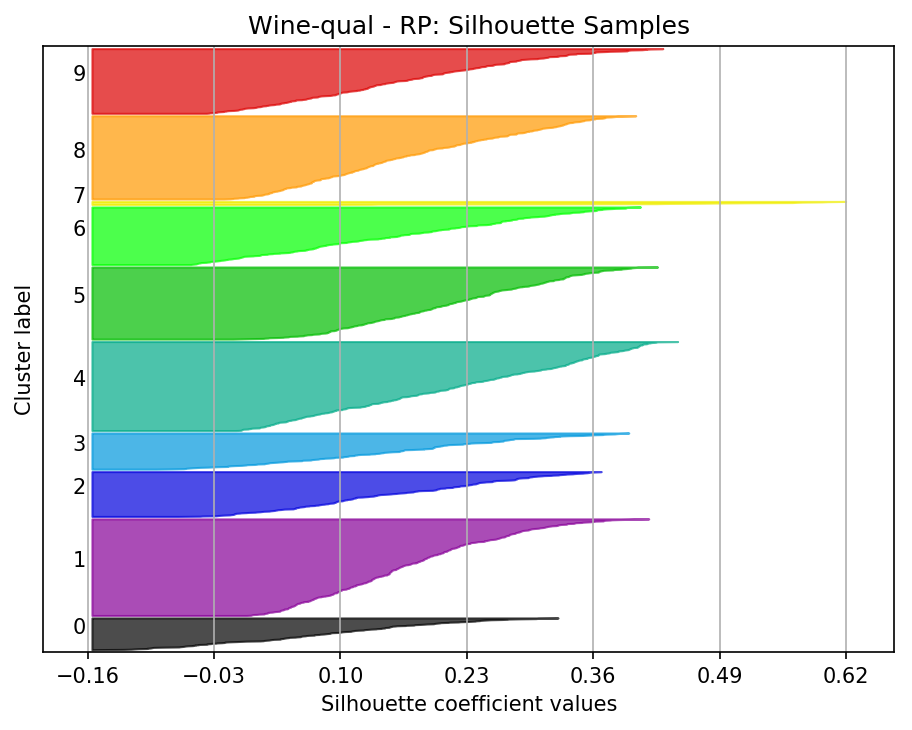 Wine-qual - RP: Silhouette Samples
9
8
7
6
5
4
3
2
1
0
Cluster label
−0.16 −0.03 0.10 0.23 0.36 0.49 0.62
Silhouette coefficient values